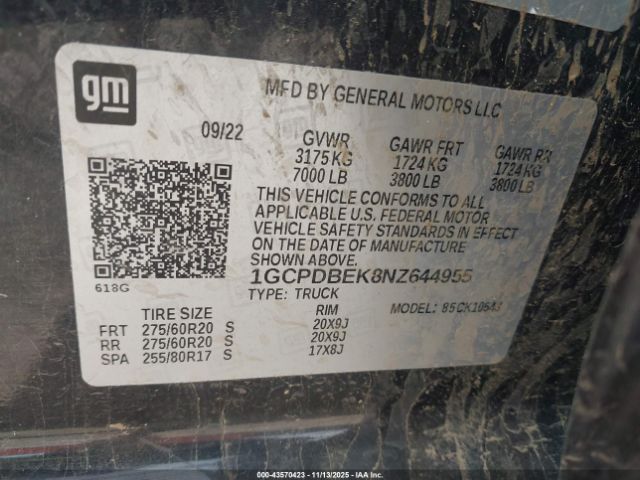 gm
MFD BY GENERAL MOTORS LLC
09/22
GVWR GAWR FRT GAWR RR
3175 KG 1724 KG 1724 KG
7000 LB 3800 LB 3800 LB
THIS VEHICLE CONFORMS TO ALL
APPLICABLE U.S. FEDERAL MOTOR
VEHICLE SAFETY STANDARDS IN EFFECT
ON THE DATE OF MANUFACTURE
SHOWN ABOVE.
1GCPDBEK8NZ644955
618G
TYPE: TRUCK
MODEL: 85CK10543
TIRE SIZE RIM
FRT 275/60R20 S 20X9J
RR 275/60R20 S 20X9J
SPA 255/80R17 S 17X8J
000-43570423 | 11/13/2025 | Copart, Inc.